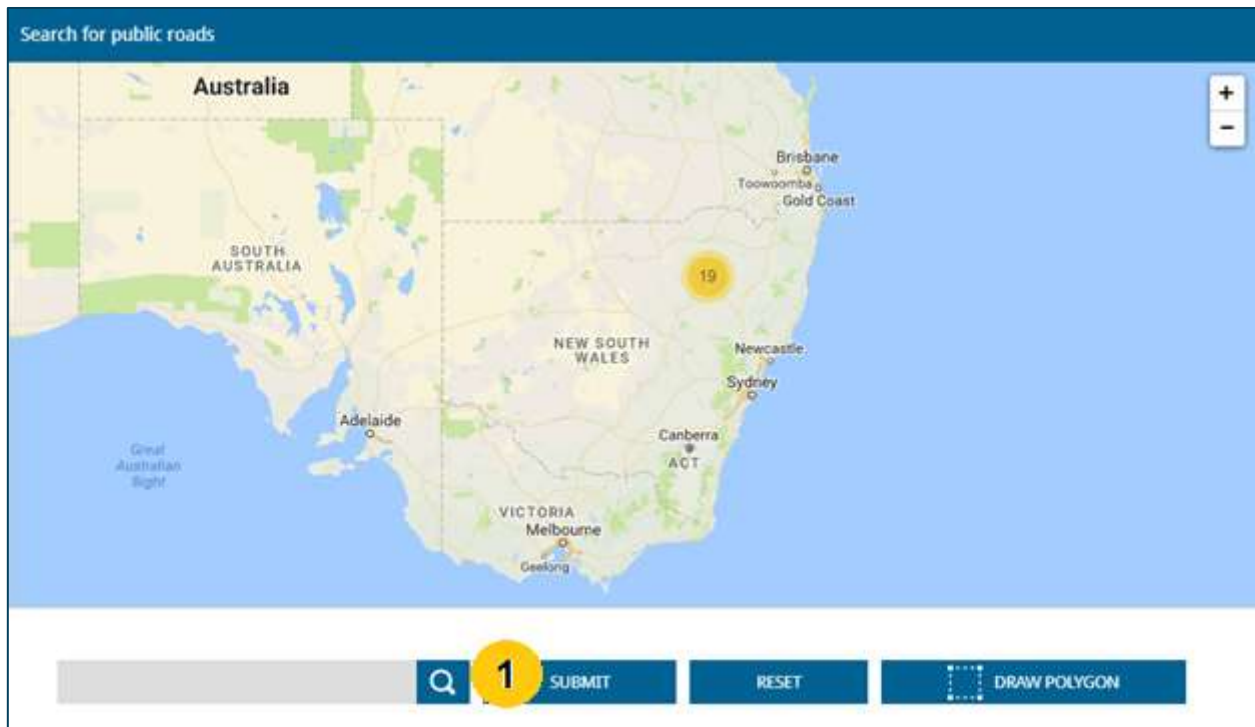 Search for public roads
Australia
+
−
Brisbane
Toowoomba
Gold Coast
SOUTH
AUSTRALIA
19
NEW SOUTH
WALES
Newcastle
Sydney
Adelaide
Canberra
ACT
Great
Australian
Bight
VICTORIA
Melbourne
Geelong
1
SUBMIT
RESET
DRAW POLYGON